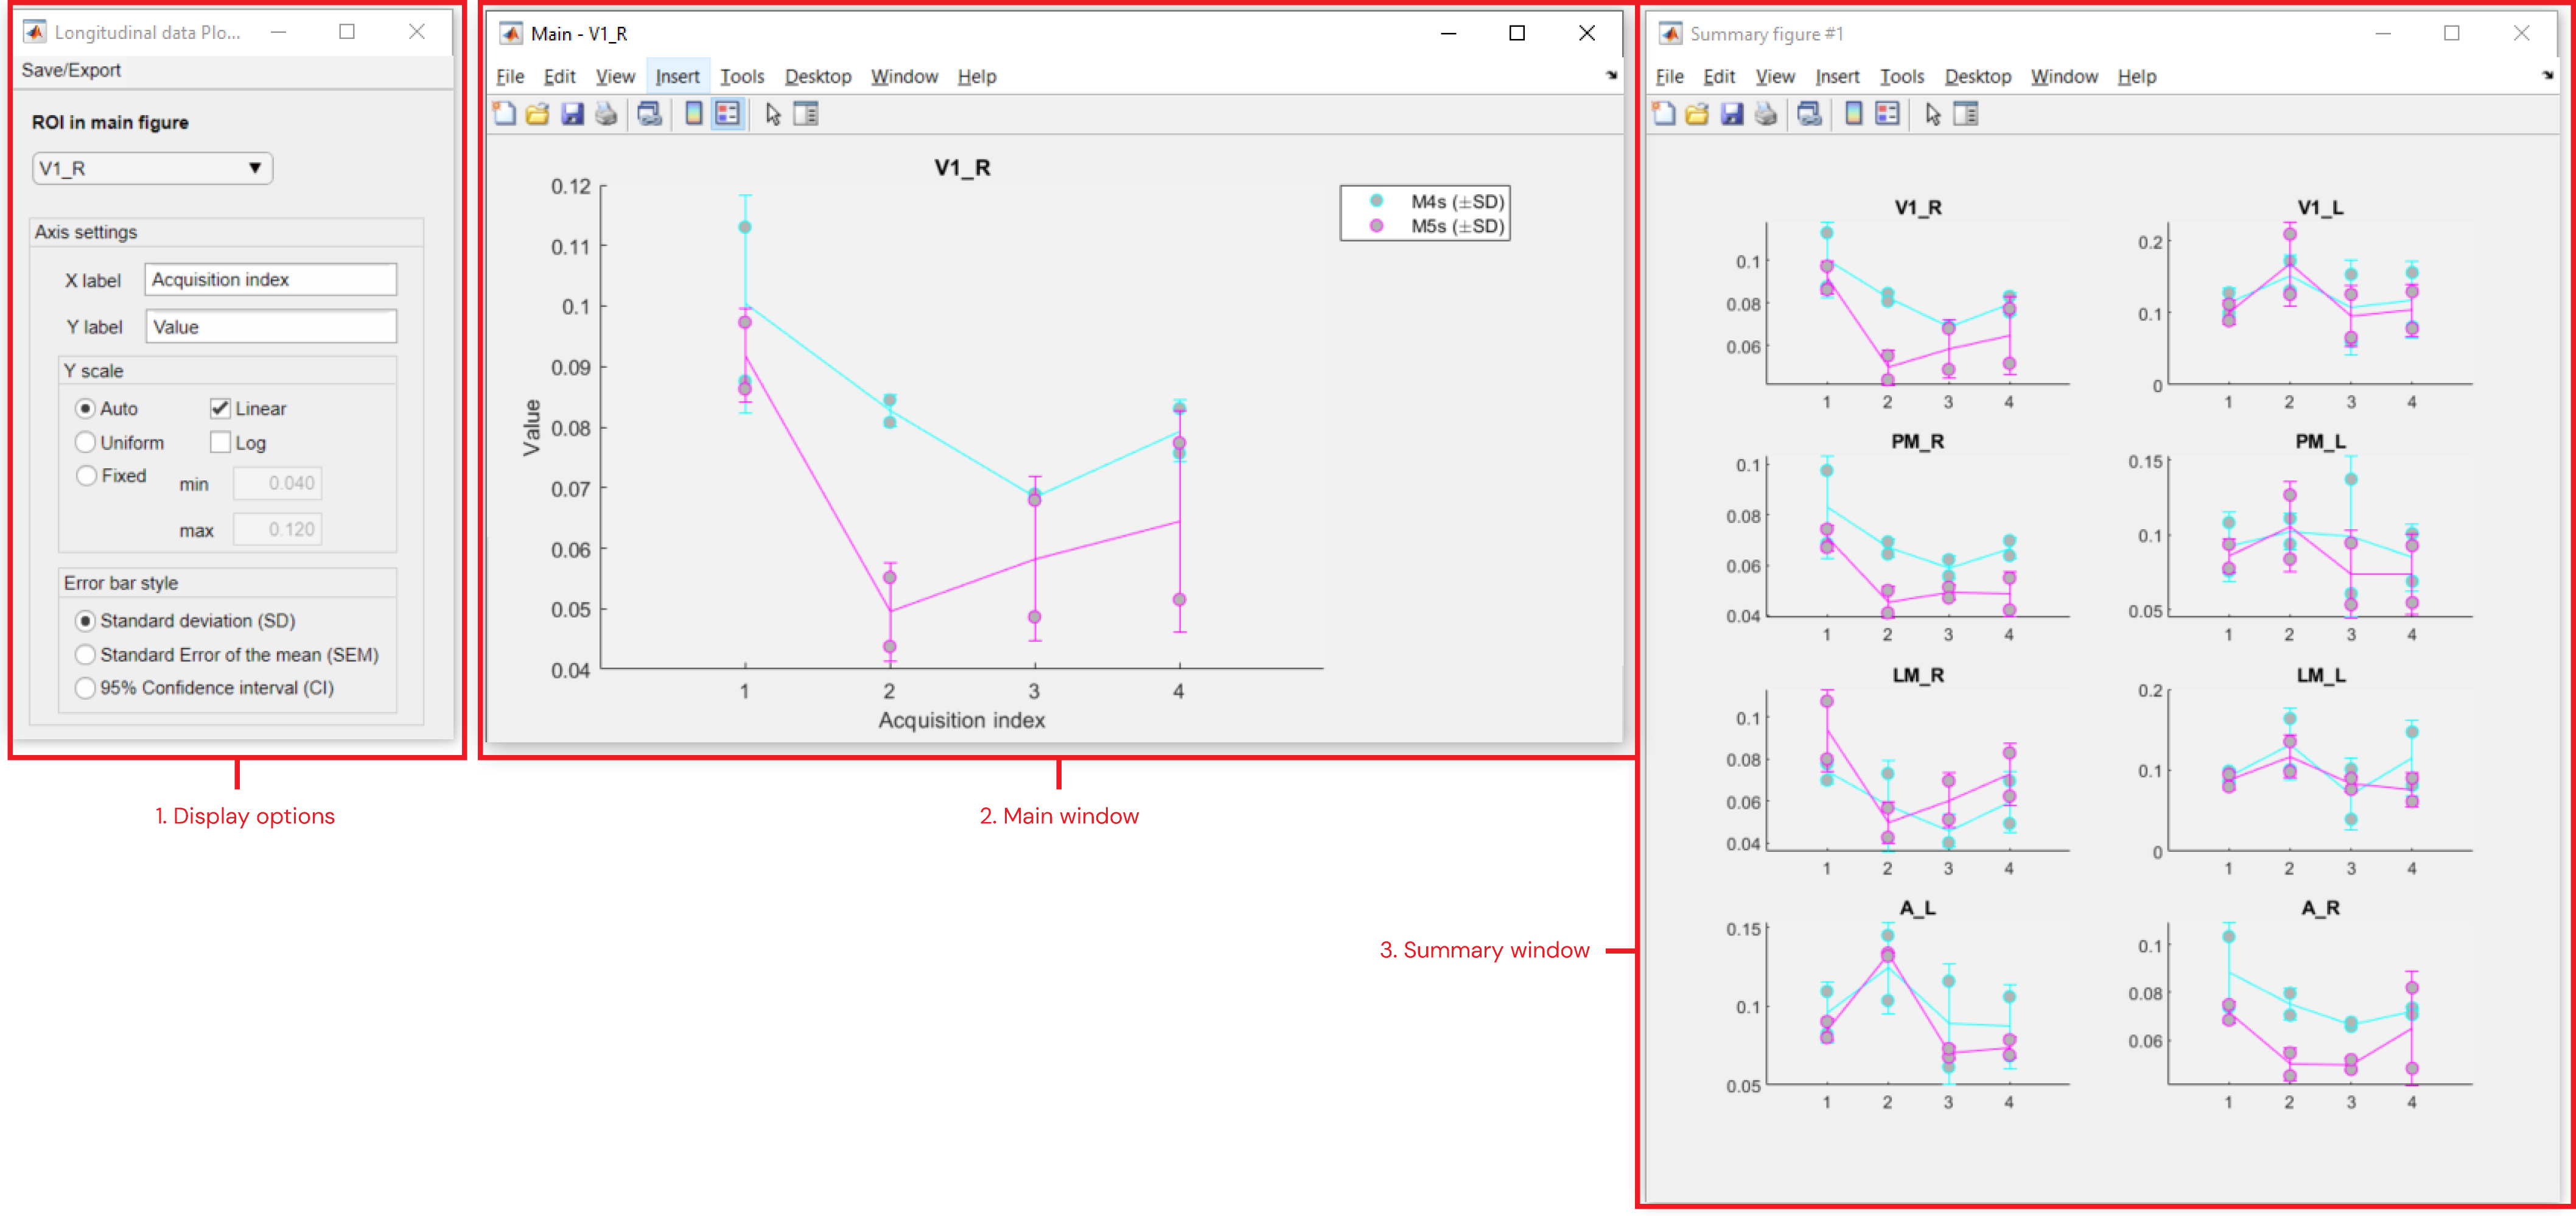 Longitudinal data Plo...
Save/Export
ROI in main figure
V1_R
Axis settings
X label Acquisition index
Y label Value
Y scale
Auto Linear
Uniform Log
Fixed min 0.040
max 0.120
Error bar style
Standard deviation (SD)
Standard Error of the mean (SEM)
95% Confidence interval (CI)
1. Display options
Main - V1_R
File Edit View Insert Tools Desktop Window Help
V1_R
0.12
0.11
0.1
0.09
0.08
0.07
0.06
0.05
0.04
Value
1 2 3 4
Acquisition index
M4s (±SD)
M5s (±SD)
2. Main window
Summary figure #1
File Edit View Insert Tools Desktop Window Help
V1_R
0.1
0.08
0.06
1 2 3 4
V1_L
0.2
0.1
0
1 2 3 4
PM_R
0.1
0.08
0.06
0.04
1 2 3 4
PM_L
0.15
0.1
0.05
1 2 3 4
LM_R
0.1
0.08
0.06
0.04
1 2 3 4
LM_L
0.2
0.1
0
1 2 3 4
A_L
0.15
0.1
0.05
1 2 3 4
A_R
0.1
0.08
0.06
1 2 3 4
3. Summary window